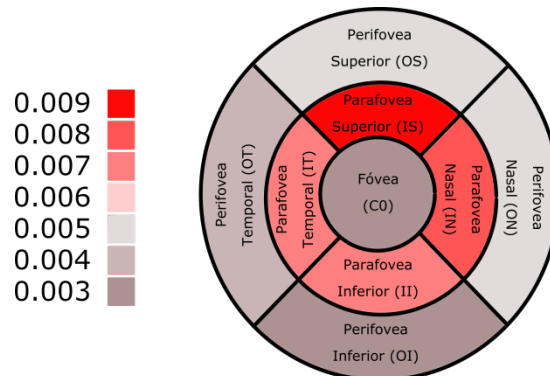 0.009
0.008
0.007
0.006
0.005
0.004
0.003
Perifovea
Superior (OS)
Parafovea
Superior (IS)
Perifovea
Temporal (OT)
Parafovea
Temporal (IT)
Fóvea
(C0)
Parafovea
Nasal (IN)
Perifovea
Nasal (ON)
Parafovea
Inferior (II)
Perifovea
Inferior (OI)